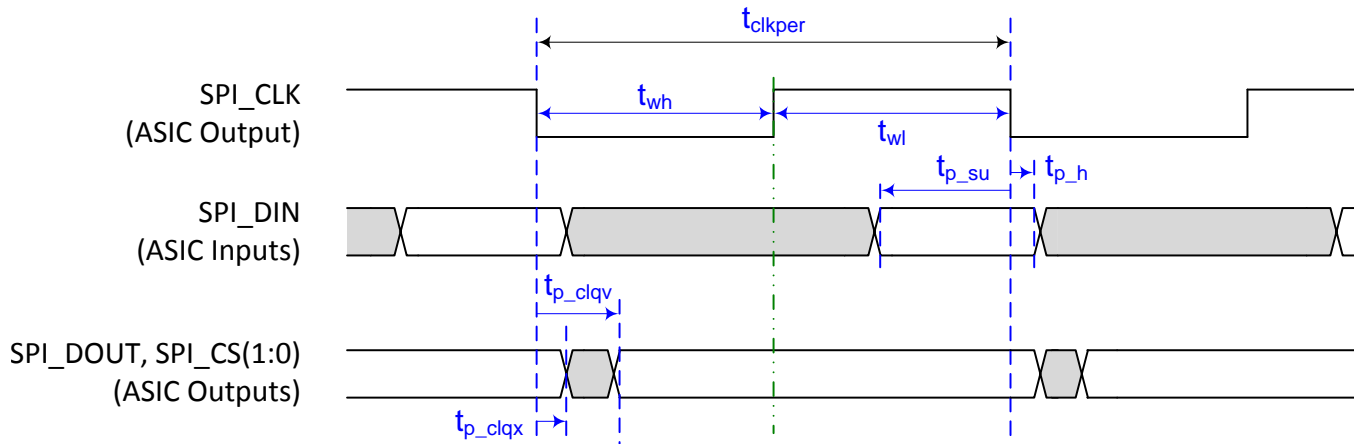 t_clkper
SPI_CLK
(ASIC Output)
t_wh
t_wl
t_p_su
t_p_h
SPI_DIN
(ASIC Inputs)
t_p_clqv
SPI_DOUT, SPI_CS(1:0)
(ASIC Outputs)
t_p_clqx